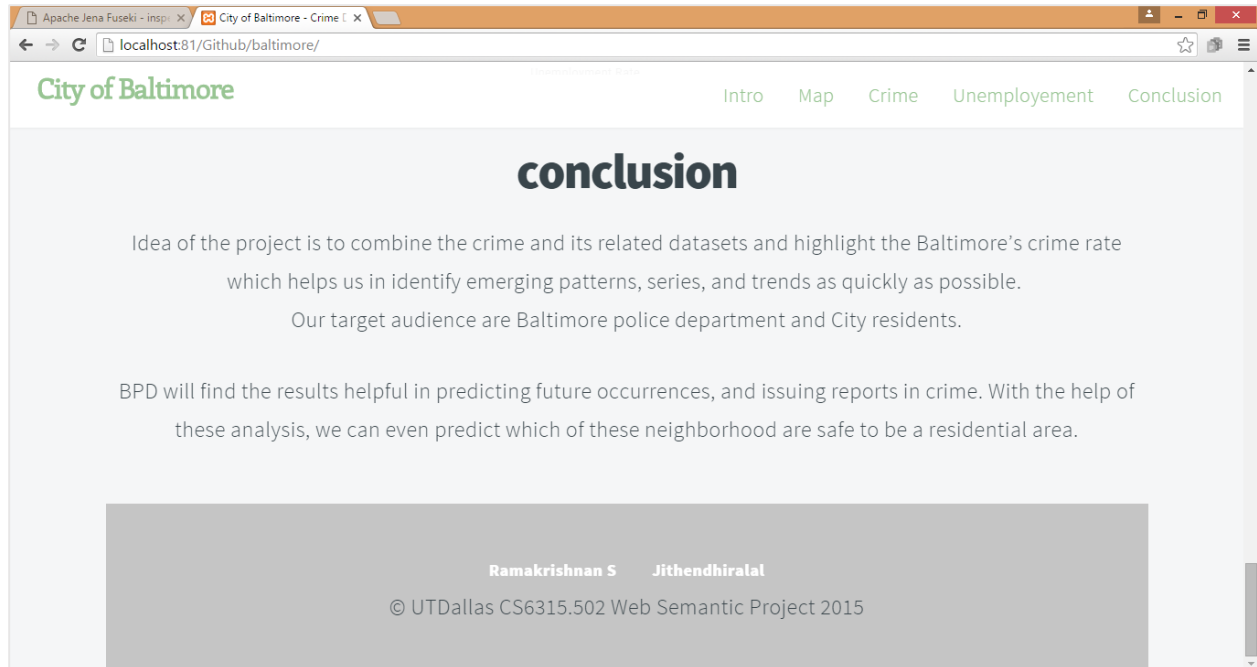 Apache Jena Fuseki - insp
City of Baltimore - Crime D
localhost:81/Github/baltimore/
City of Baltimore
Intro Map Crime Unemployement Conclusion
conclusion
Idea of the project is to combine the crime and its related datasets and highlight the Baltimore’s crime rate
which helps us in identify emerging patterns, series, and trends as quickly as possible.
Our target audience are Baltimore police department and City residents.
BPD will find the results helpful in predicting future occurrences, and issuing reports in crime. With the help of
these analysis, we can even predict which of these neighborhood are safe to be a residential area.
Ramakrishnan S Jithendhiralal
© UTDallas CS6315.502 Web Semantic Project 2015